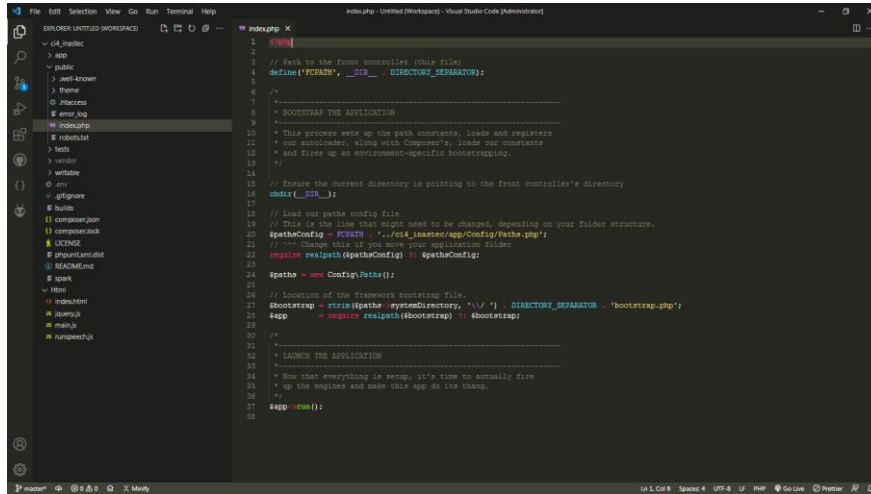 File Edit Selection View Go Run Terminal Help
index.php - Untitled (Workspace) - Visual Studio Code [Administrator]
EXPLORER: UNTITLED (WORKSPACE)
ci4_inastec
app
public
.well-known
theme
.htaccess
error_log
index.php
robots.txt
tests
vendor
writable
.env
.gitignore
builds
composer.json
composer.lock
LICENSE
phpunit.xml.dist
README.md
spark
Html
index.html
jquery.js
main.js
runspeech.js
index.php
1 <?php
2
3 // Path to the front controller (this file)
4 define('FCPATH', __DIR__ . DIRECTORY_SEPARATOR);
5
6 /*
7 *---------------------------------------------------------------
8 * BOOTSTRAP THE APPLICATION
9 *---------------------------------------------------------------
10 * This process sets up the path constants, loads and registers
11 * our autoloader, along with Composer's, loads our constants
12 * and fires up an environment-specific bootstrapping.
13 */
14
15 // Ensure the current directory is pointing to the front controller's directory
16 chdir(__DIR__);
17
18 // Load our paths config file
19 // This is the line that might need to be changed, depending on your folder structure.
20 $pathsConfig = FCPATH . '../ci4_inastec/app/Config/Paths.php';
21 // ^^^ Change this if you move your application folder
22 require realpath($pathsConfig) ?: $pathsConfig;
23
24 $paths = new Config\Paths();
25
26 // Location of the framework bootstrap file.
27 $bootstrap = rtrim($paths->systemDirectory, '\\/ ') . DIRECTORY_SEPARATOR . 'bootstrap.php';
28 $app = require realpath($bootstrap) ?: $bootstrap;
29
30 /*
31 *---------------------------------------------------------------
32 * LAUNCH THE APPLICATION
33 *---------------------------------------------------------------
34 * Now that everything is setup, it's time to actually fire
35 * up the engines and make this app do its thang.
36 */
37 $app->run();
38
master* 0 0 Minify
Ln 1, Col 6 Spaces: 4 UTF-8 LF PHP Go Live Prettier